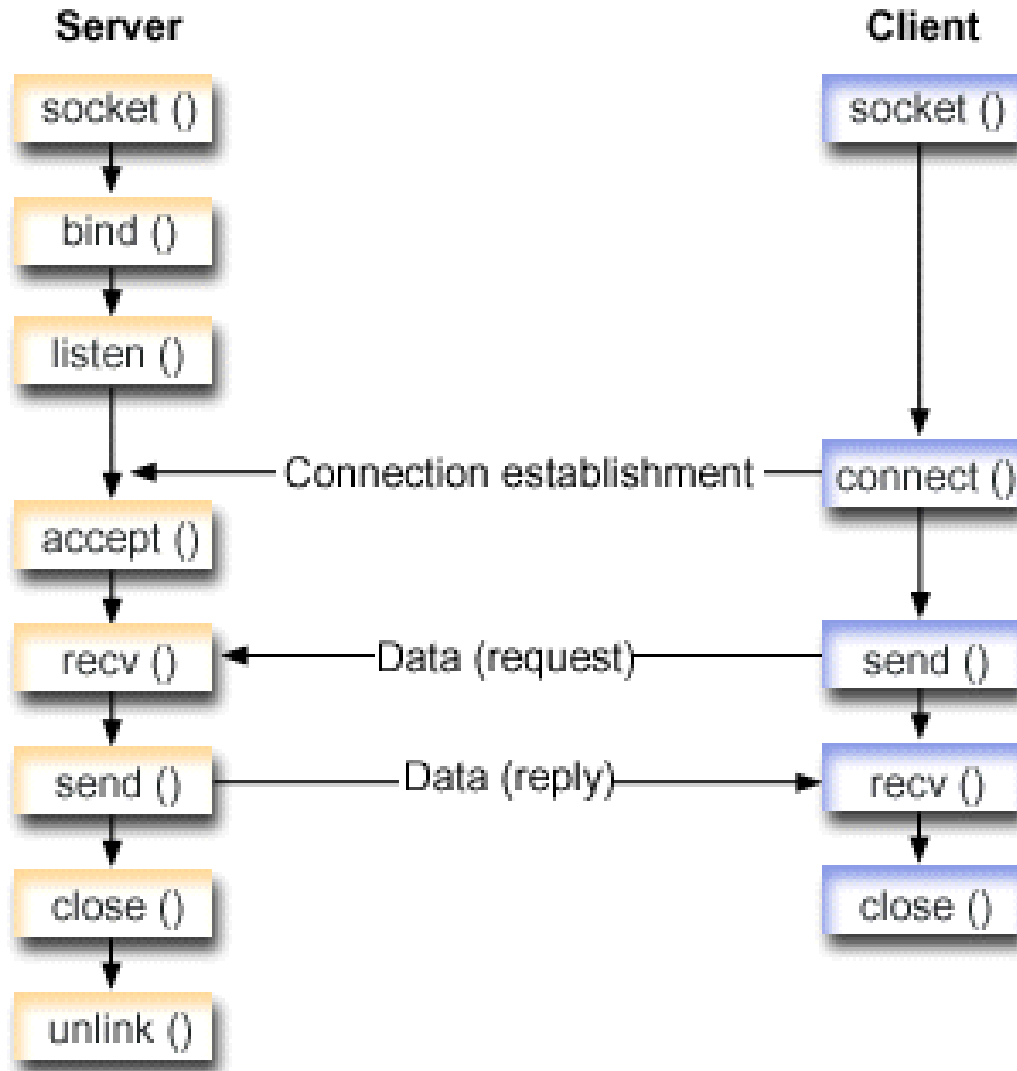 Server
Client
socket ()
socket ()
bind ()
listen ()
Connection establishment
connect ()
accept ()
recv ()
Data (request)
send ()
send ()
Data (reply)
recv ()
close ()
close ()
unlink ()